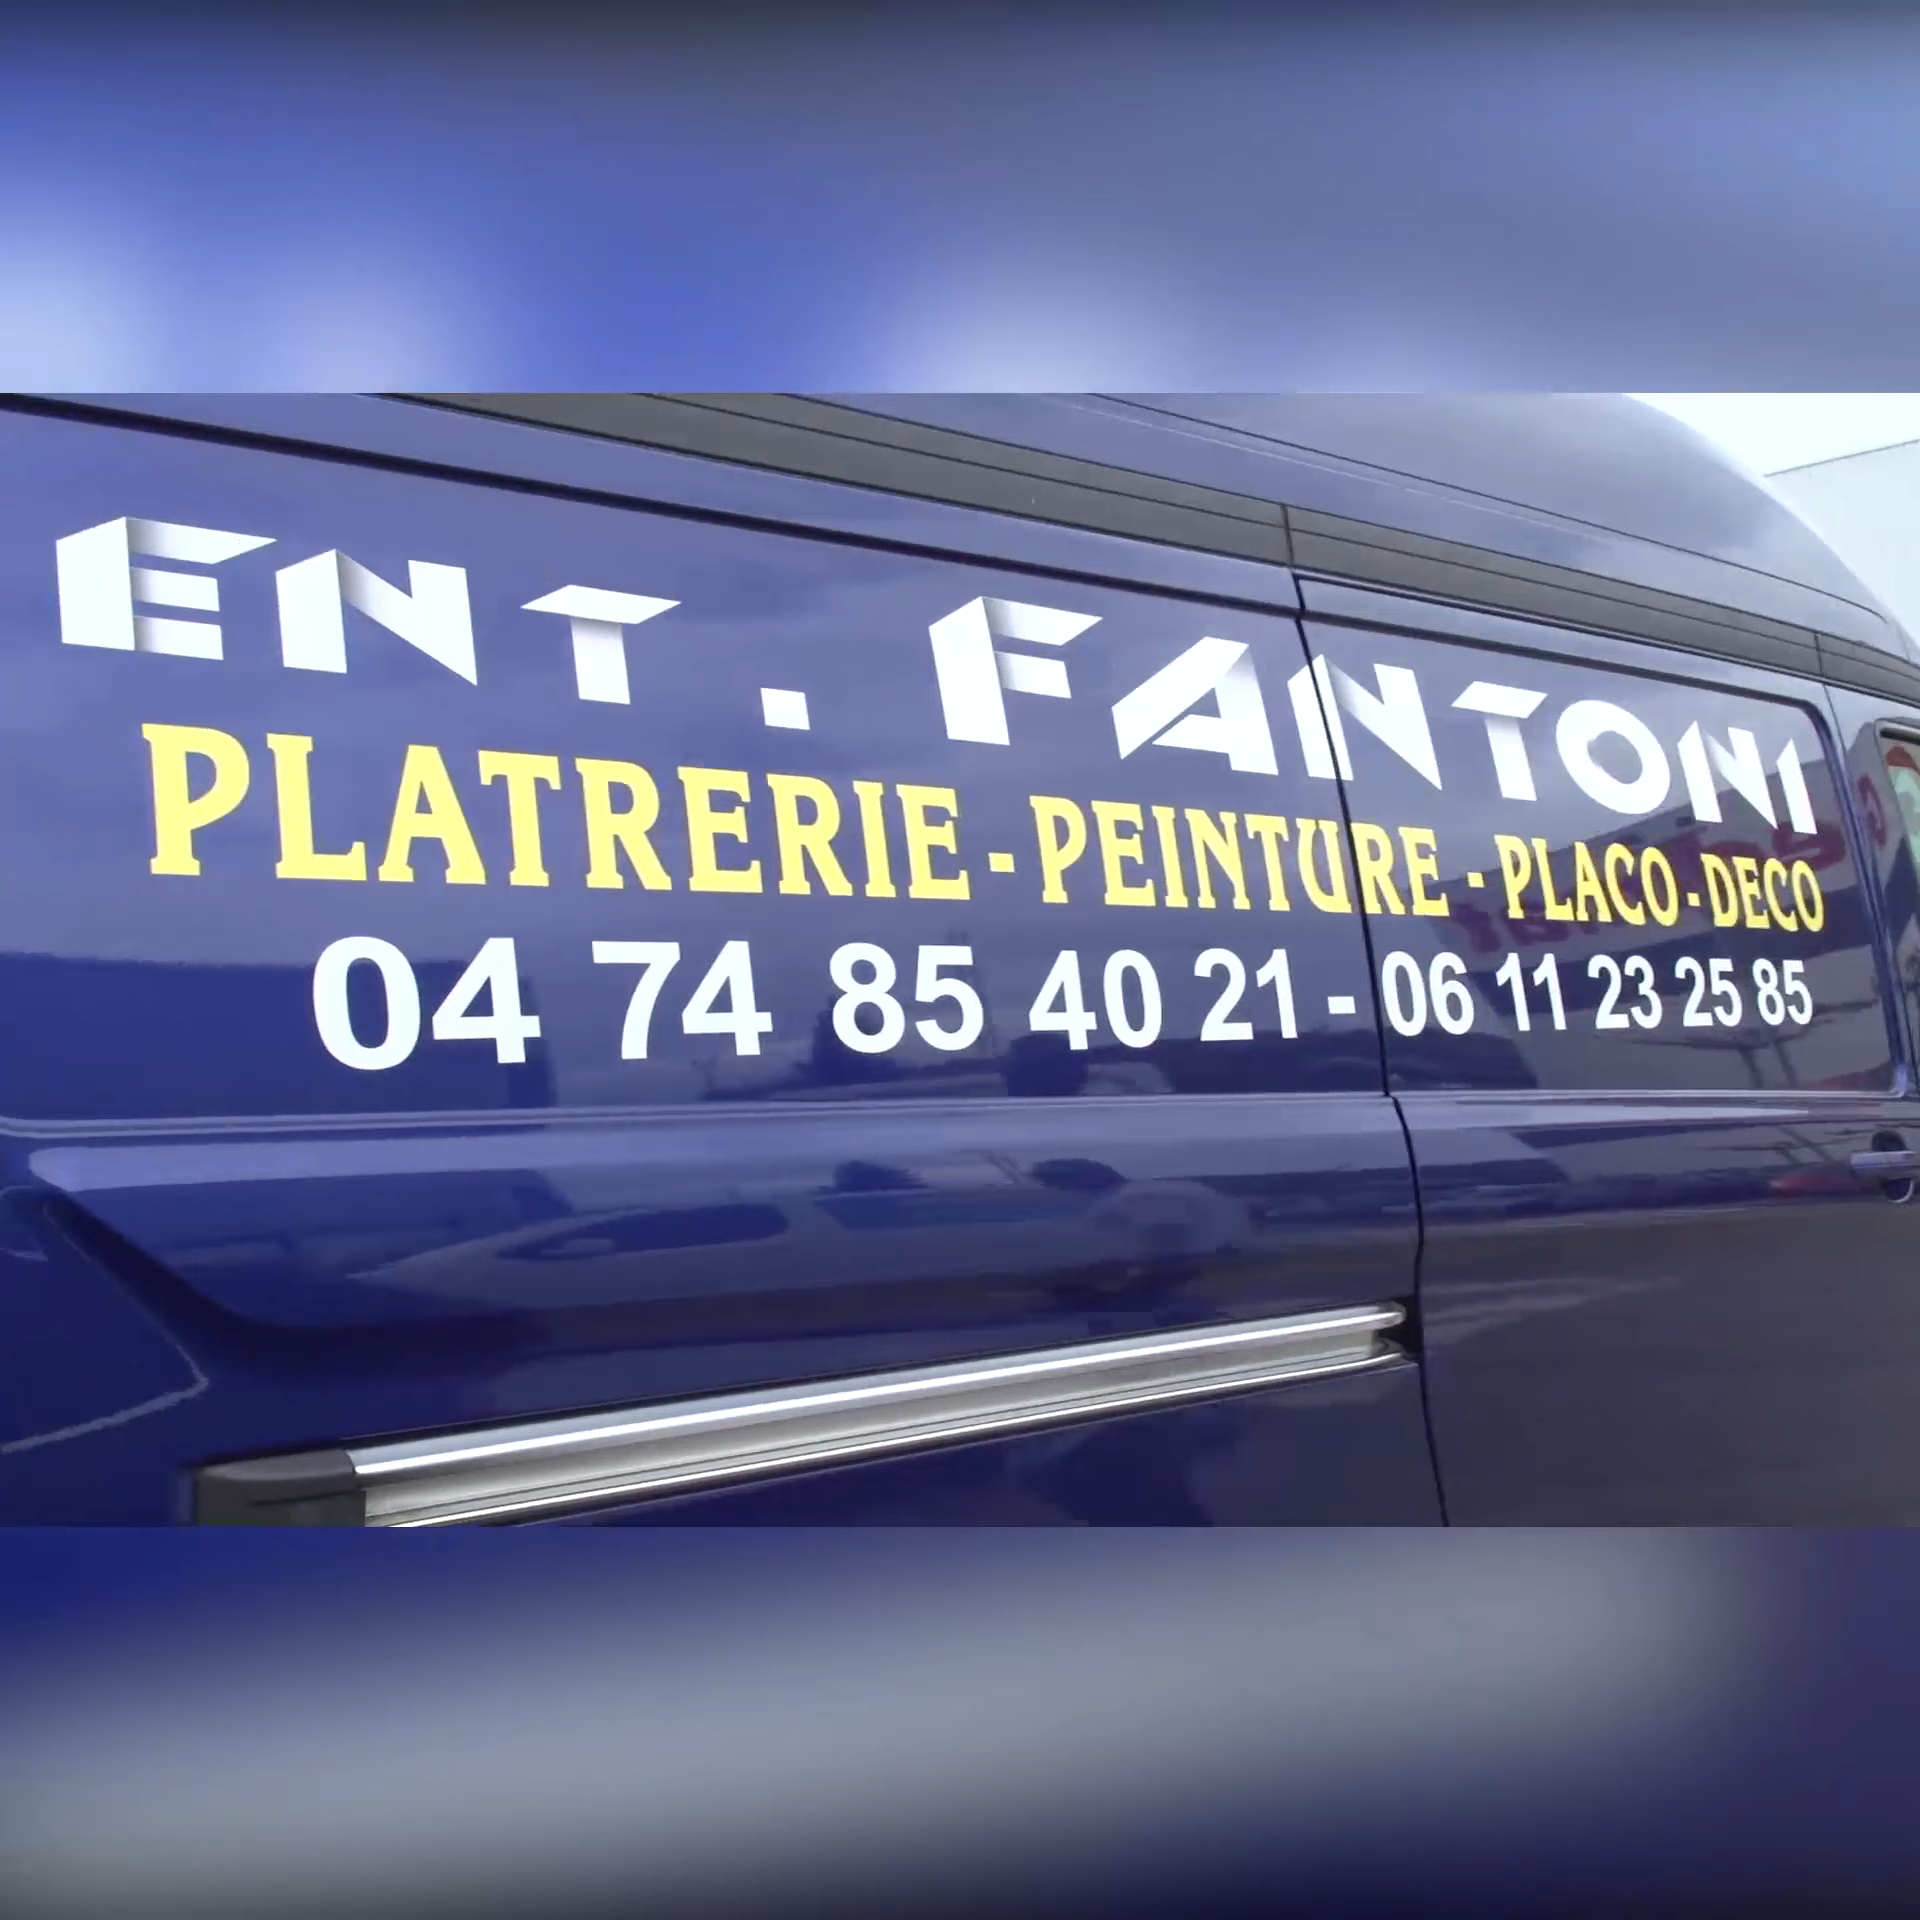 ENT. FANTONI
PLATRERIE - PEINTURE - PLACO - DECO
04 74 85 40 21 - 06 11 23 25 85